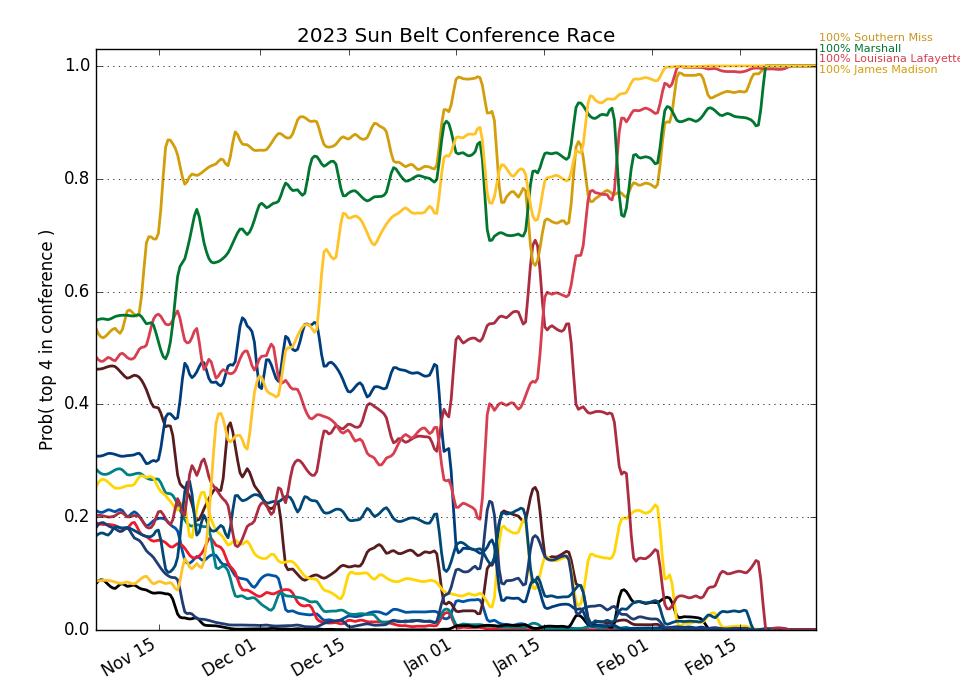 2023 Sun Belt Conference Race
100% Southern Miss
100% Marshall
100% Louisiana Lafayette
100% James Madison
Prob( top 4 in conference )
1.0
0.8
0.6
0.4
0.2
0.0
Nov 15
Dec 01
Dec 15
Jan 01
Jan 15
Feb 01
Feb 15